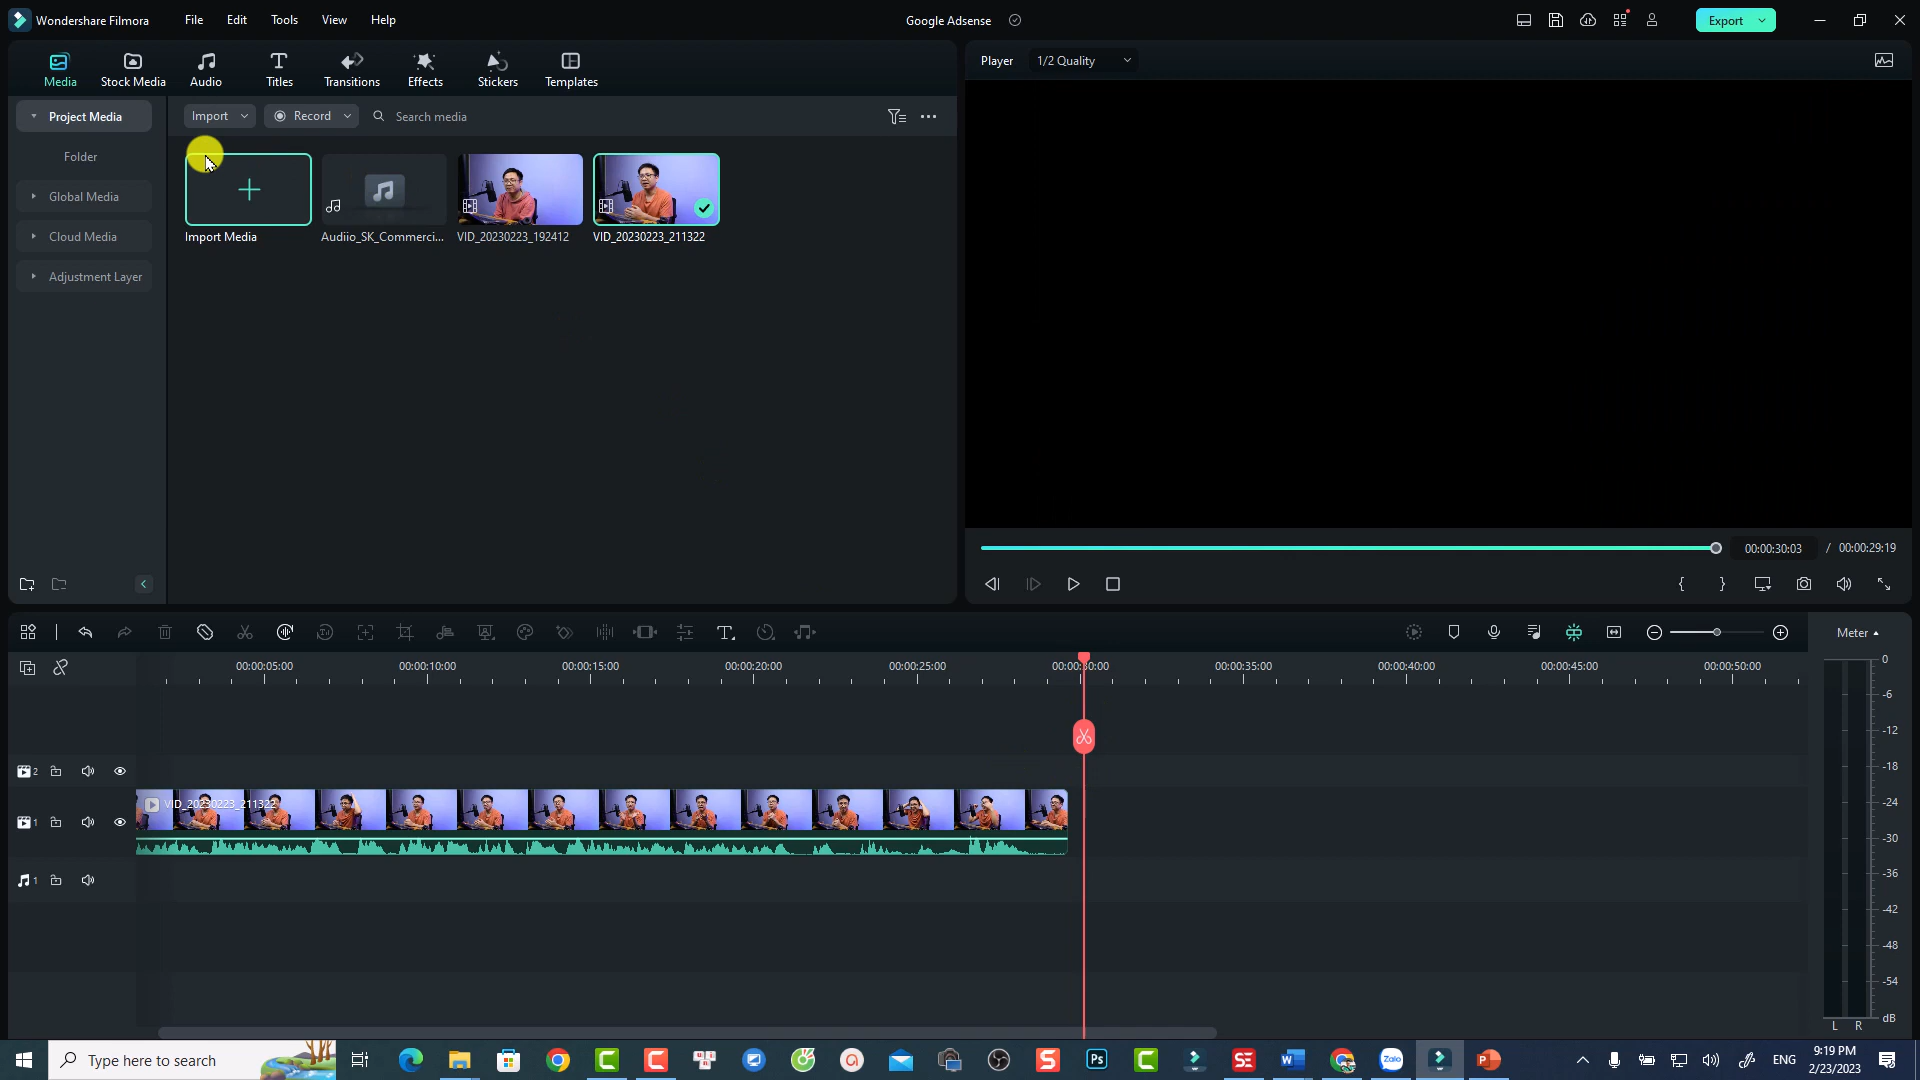 Wondershare Filmora File Edit Tools View Help Google Adsense Export
Media Stock Media Audio Titles Transitions Effects Stickers Templates
Player 1/2 Quality
Project Media Import Record Search media
Folder
Global Media
Cloud Media
Adjustment Layer
Import Media Audiio_SK_Commerci... VID_20230223_192412 VID_20230223_211322
00:00:30:03 / 00:00:29:19
{ }
Meter
00:00:05:00 00:00:10:00 00:00:15:00 00:00:20:00 00:00:25:00 00:00:30:00 00:00:35:00 00:00:40:00 00:00:45:00 00:00:50:00
0
-6
-12
-18
-24
-30
-36
-42
-48
-54
dB
L R
2
1
1
VID_20230223_211322
Type here to search
SE
Zalo
ENG
9:19 PM
2/23/2023